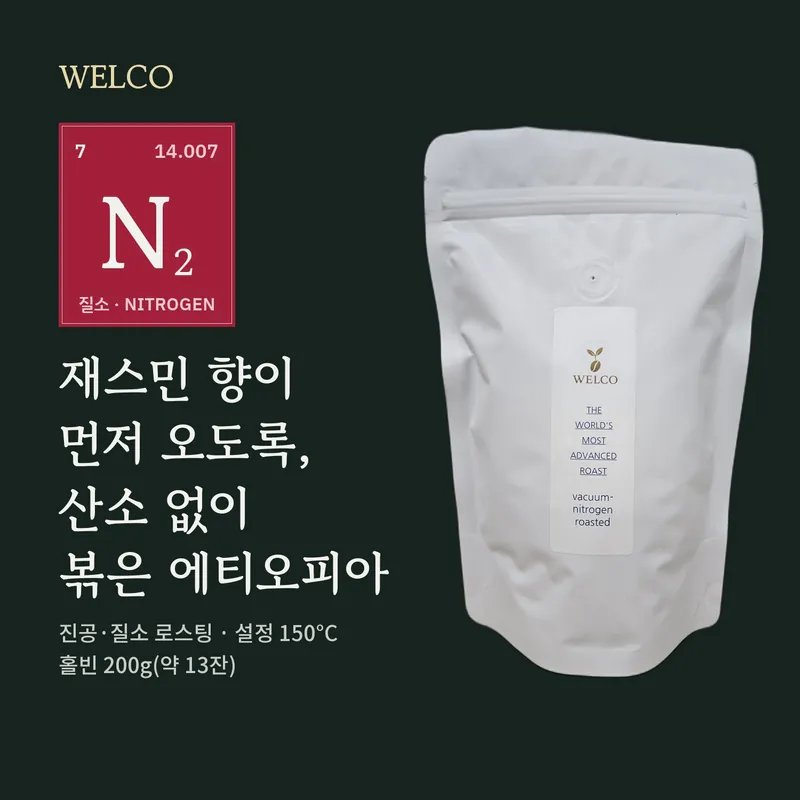 WELCO
7 14.007
N2
질소 · NITROGEN
재스민 향이
먼저 오도록,
산소 없이
볶은 에티오피아
진공·질소 로스팅 · 설정 150°C
홀빈 200g(약 13잔)
WELCO
THE
WORLD'S
MOST
ADVANCED
ROAST
vacuum-
nitrogen
roasted